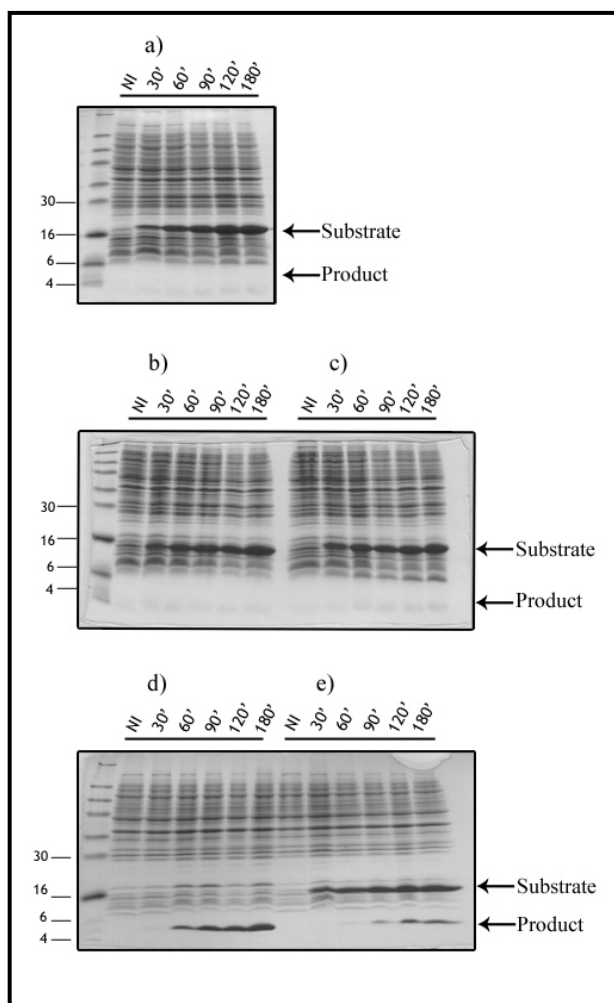 a)
NI 30’ 60’ 90’ 120’ 180’
30
16
6
4
Substrate
Product
b) c)
NI 30’ 60’ 90’ 120’ 180’ NI 30’ 60’ 90’ 120’ 180’
30
16
6
4
Substrate
Product
d) e)
NI 30’ 60’ 90’ 120’ 180’ NI 30’ 60’ 90’ 120’ 180’
30
16
6
4
Substrate
Product